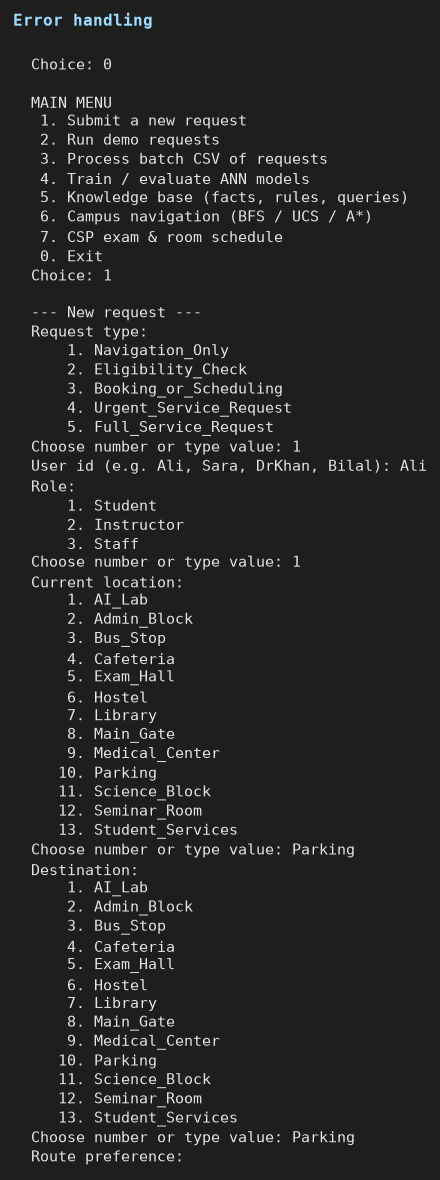 Error handling
Choice: 0
MAIN MENU
1. Submit a new request
2. Run demo requests
3. Process batch CSV of requests
4. Train / evaluate ANN models
5. Knowledge base (facts, rules, queries)
6. Campus navigation (BFS / UCS / A*)
7. CSP exam & room schedule
0. Exit
Choice: 1
--- New request ---
Request type:
1. Navigation_Only
2. Eligibility_Check
3. Booking_or_Scheduling
4. Urgent_Service_Request
5. Full_Service_Request
Choose number or type value: 1
User id (e.g. Ali, Sara, DrKhan, Bilal): Ali
Role:
1. Student
2. Instructor
3. Staff
Choose number or type value: 1
Current location:
1. AI_Lab
2. Admin_Block
3. Bus_Stop
4. Cafeteria
5. Exam_Hall
6. Hostel
7. Library
8. Main_Gate
9. Medical_Center
10. Parking
11. Science_Block
12. Seminar_Room
13. Student_Services
Choose number or type value: Parking
Destination:
1. AI_Lab
2. Admin_Block
3. Bus_Stop
4. Cafeteria
5. Exam_Hall
6. Hostel
7. Library
8. Main_Gate
9. Medical_Center
10. Parking
11. Science_Block
12. Seminar_Room
13. Student_Services
Choose number or type value: Parking
Route preference: